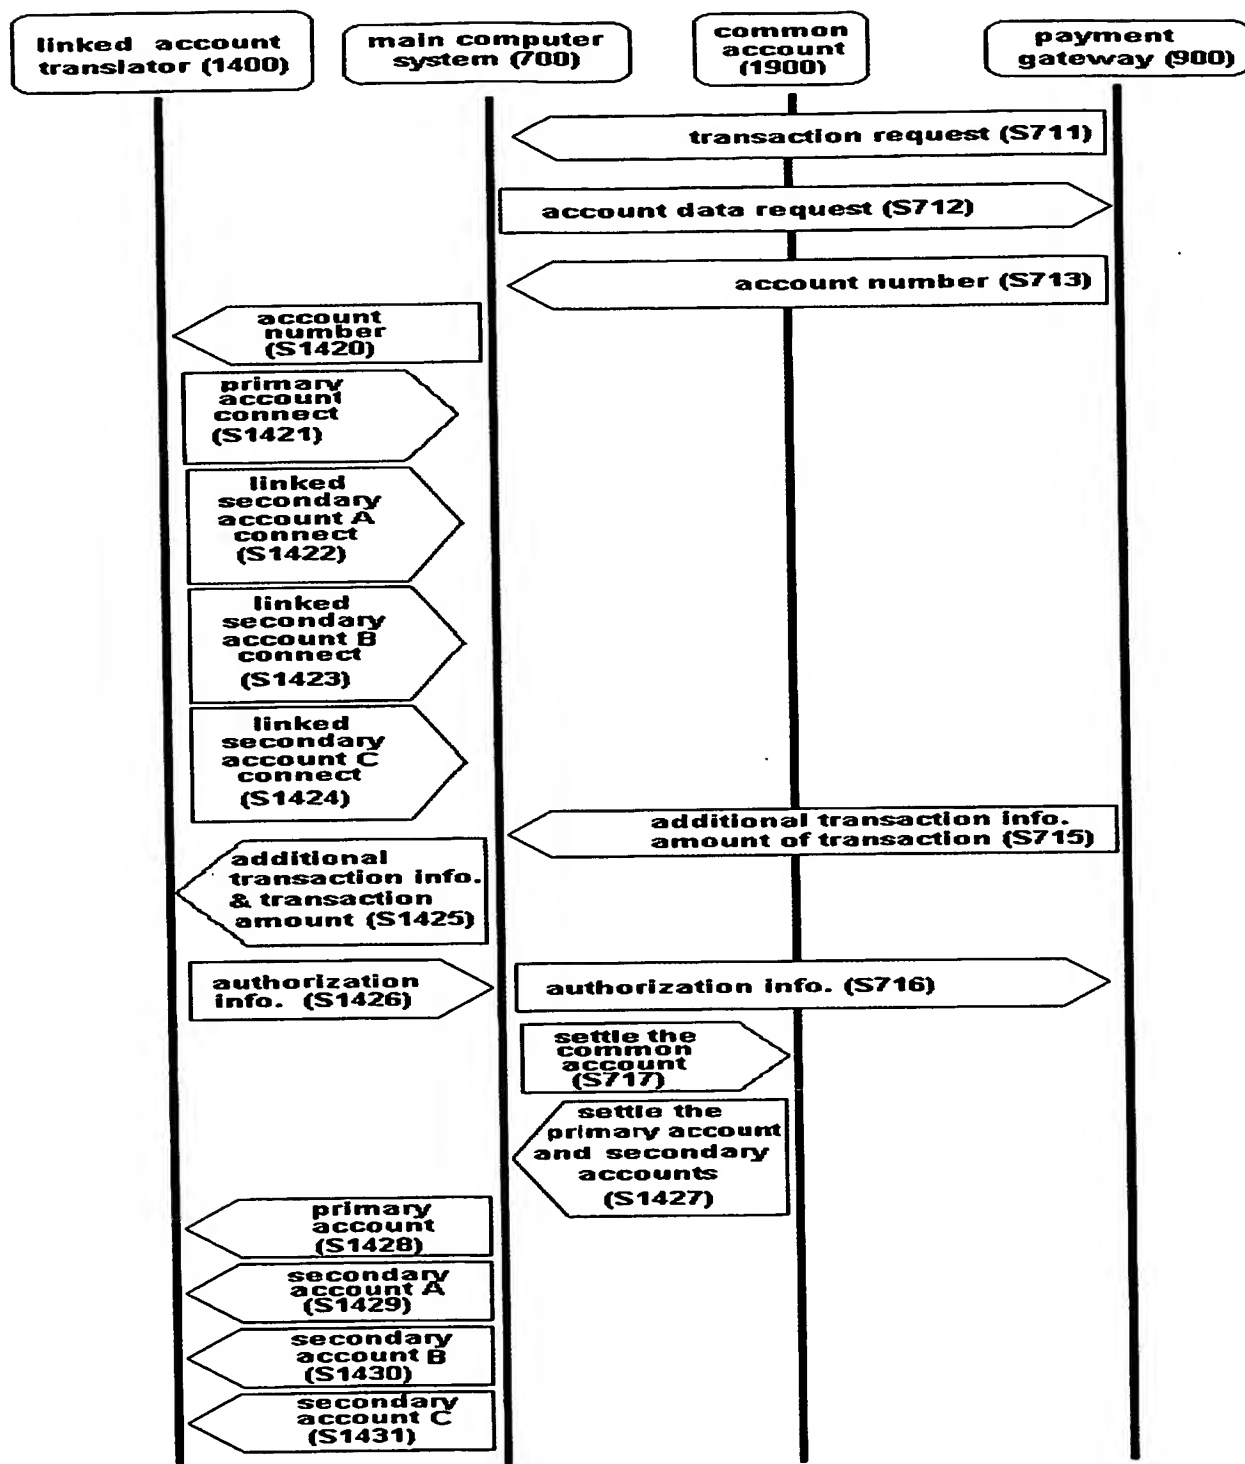 linked account
translator (1400)
main computer
system (700)
common
account
(1900)
payment
gateway (900)
transaction request (S711)
account data request (S712)
account number (S713)
account
number
(S1420)
primary
account
connect
(S1421)
linked
secondary
account A
connect
(S1422)
linked
secondary
account B
connect
(S1423)
linked
secondary
account C
connect
(S1424)
additional transaction info.
amount of transaction (S715)
additional
transaction info.
& transaction
amount (S1425)
authorization
info. (S1426)
authorization info. (S716)
settle the
common
account
(S717)
settle the
primary account
and secondary
accounts
(S1427)
primary
account
(S1428)
secondary
account A
(S1429)
secondary
account B
(S1430)
secondary
account C
(S1431)